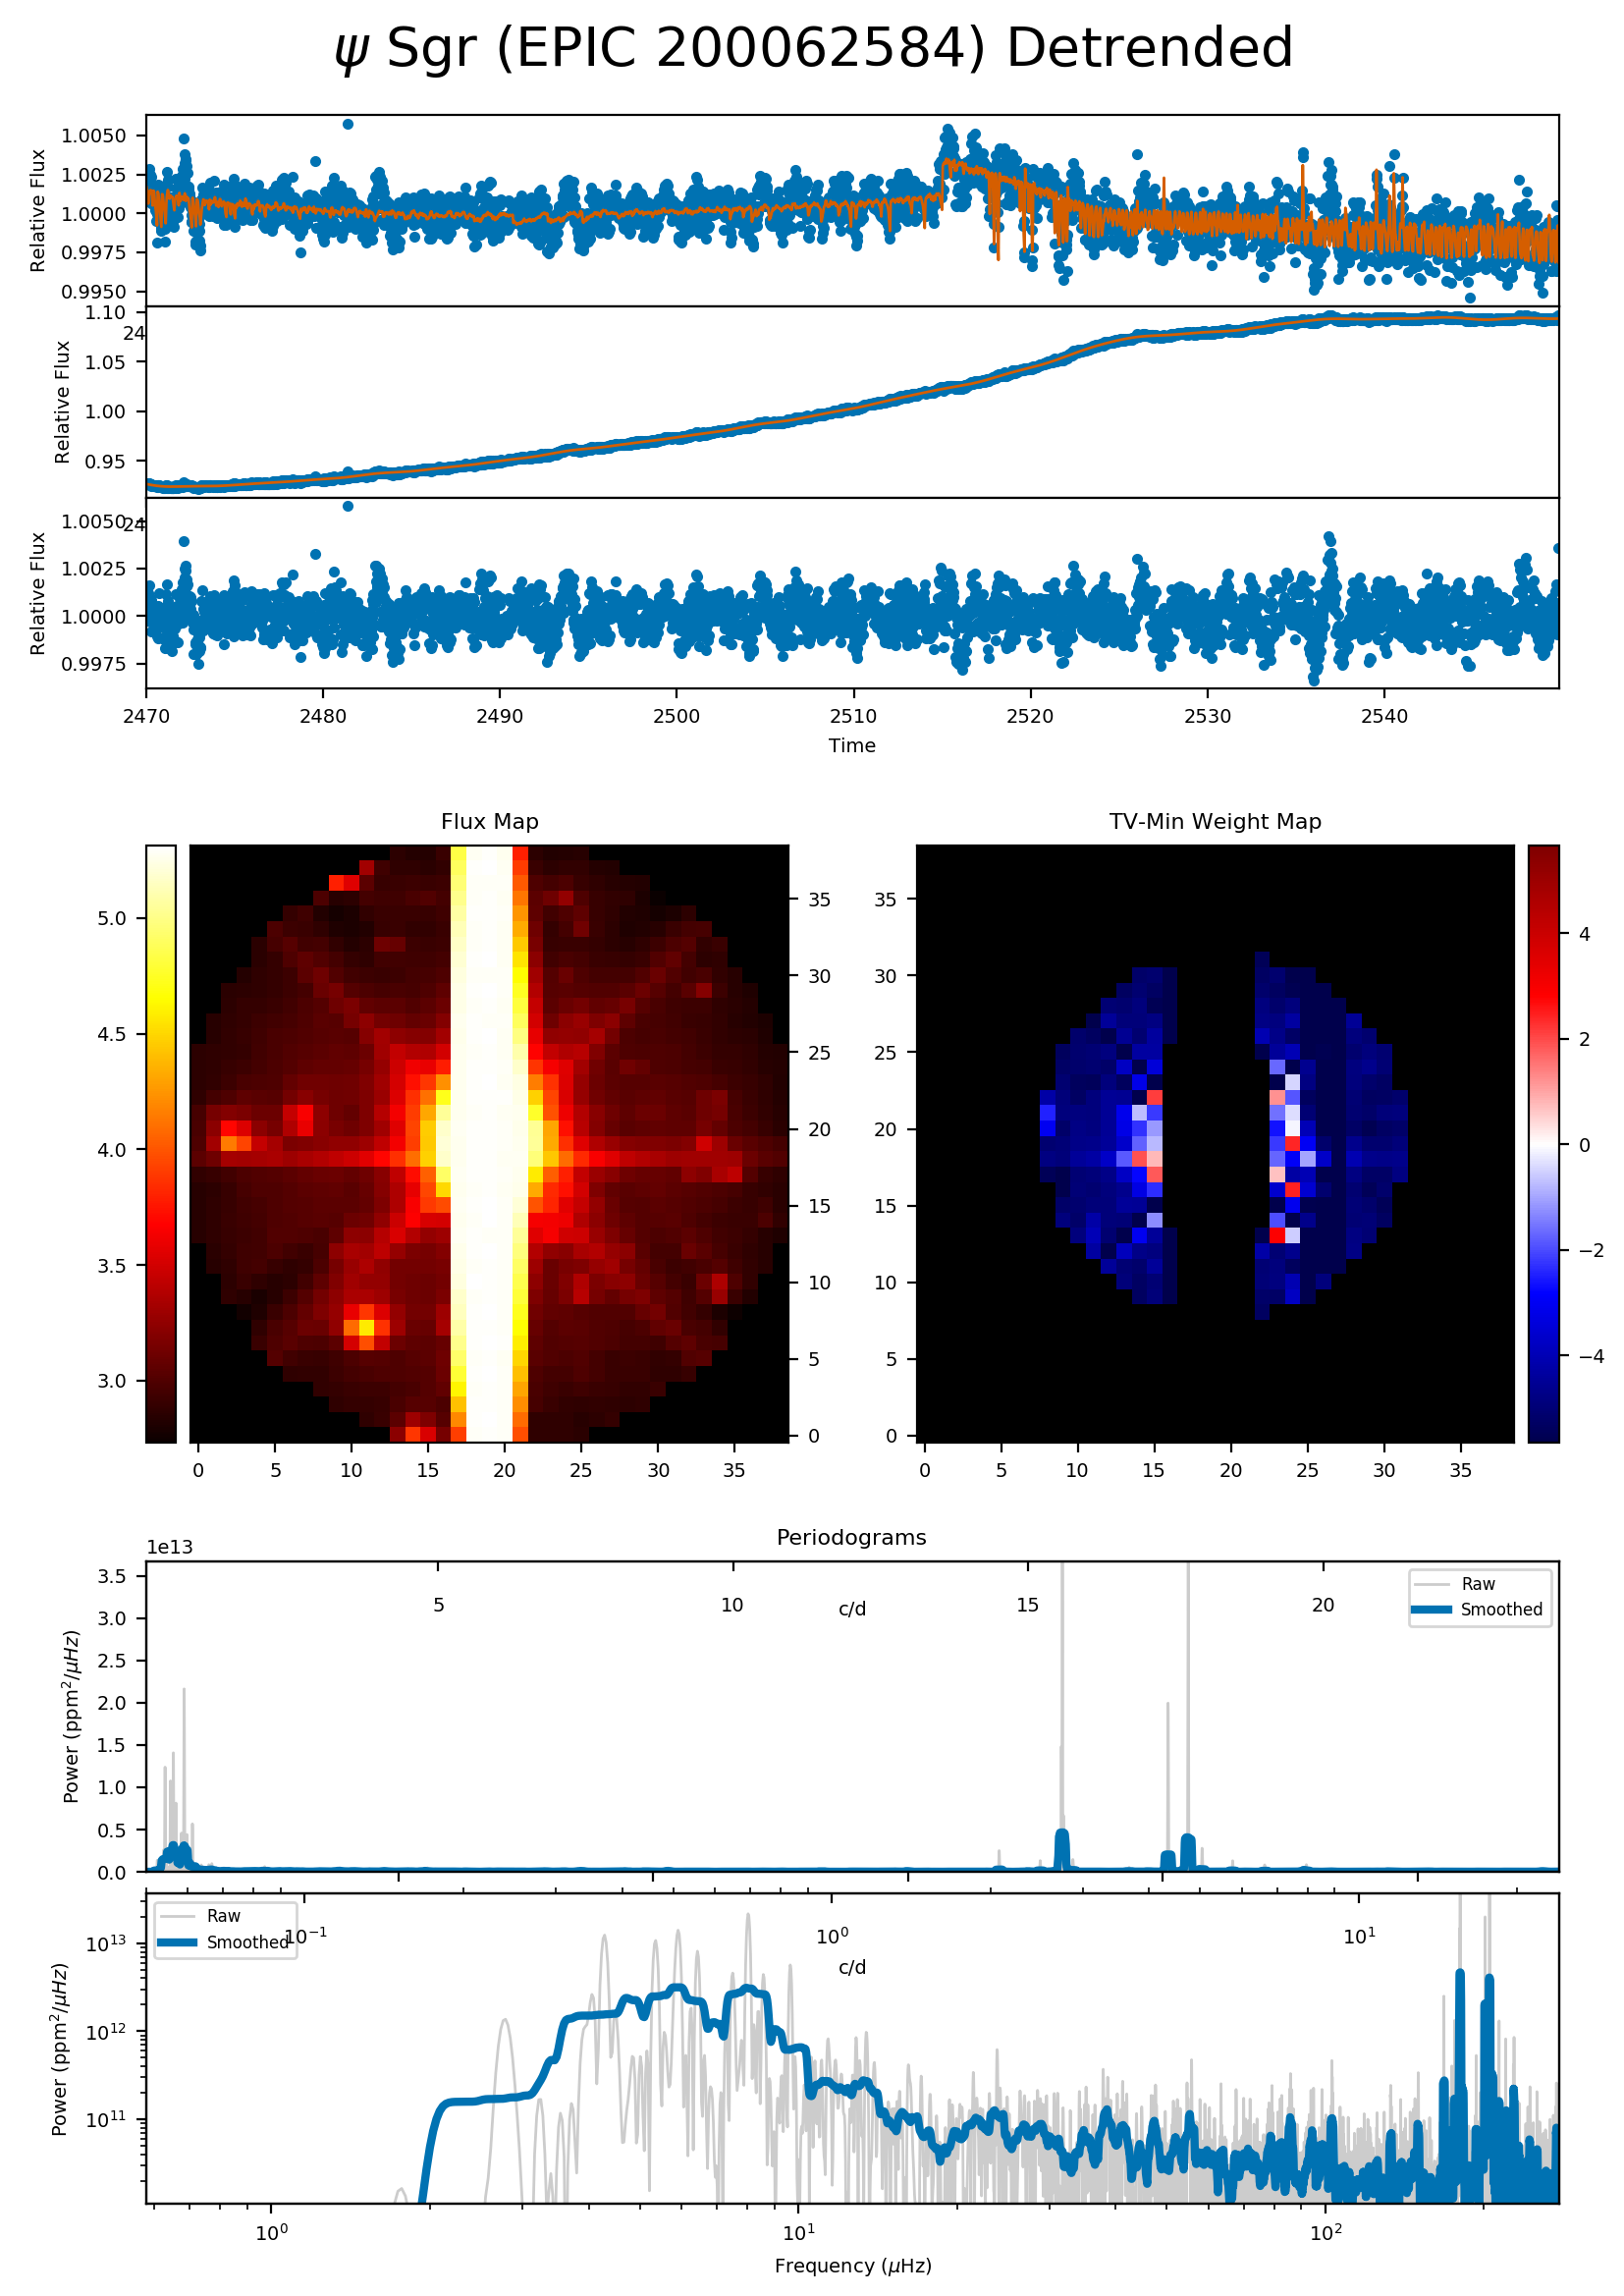 ψ Sgr (EPIC 200062584) Detrended
1.0050
1.0025
1.0000
0.9975
0.9950
Relative Flux
24
1.10
1.05
1.00
0.95
Relative Flux
24
1.0050
1.0025
1.0000
0.9975
Relative Flux
2470 2480 2490 2500 2510 2520 2530 2540
Time
Flux Map
5.0
4.5
4.0
3.5
3.0
35
30
25
20
15
10
5
0
0 5 10 15 20 25 30 35
TV-Min Weight Map
35
30
25
20
15
10
5
0
0 5 10 15 20 25 30 35
4
2
0
−2
−4
Periodograms
1e13
3.5
3.0
2.5
2.0
1.5
1.0
0.5
0.0
Power (ppm²/μHz)
5 10 15 20
c/d
Raw
Smoothed
Raw
Smoothed
10⁻¹ 10⁰ 10¹
c/d
10¹³
10¹²
10¹¹
Power (ppm²/μHz)
10⁰ 10¹ 10²
Frequency (μHz)